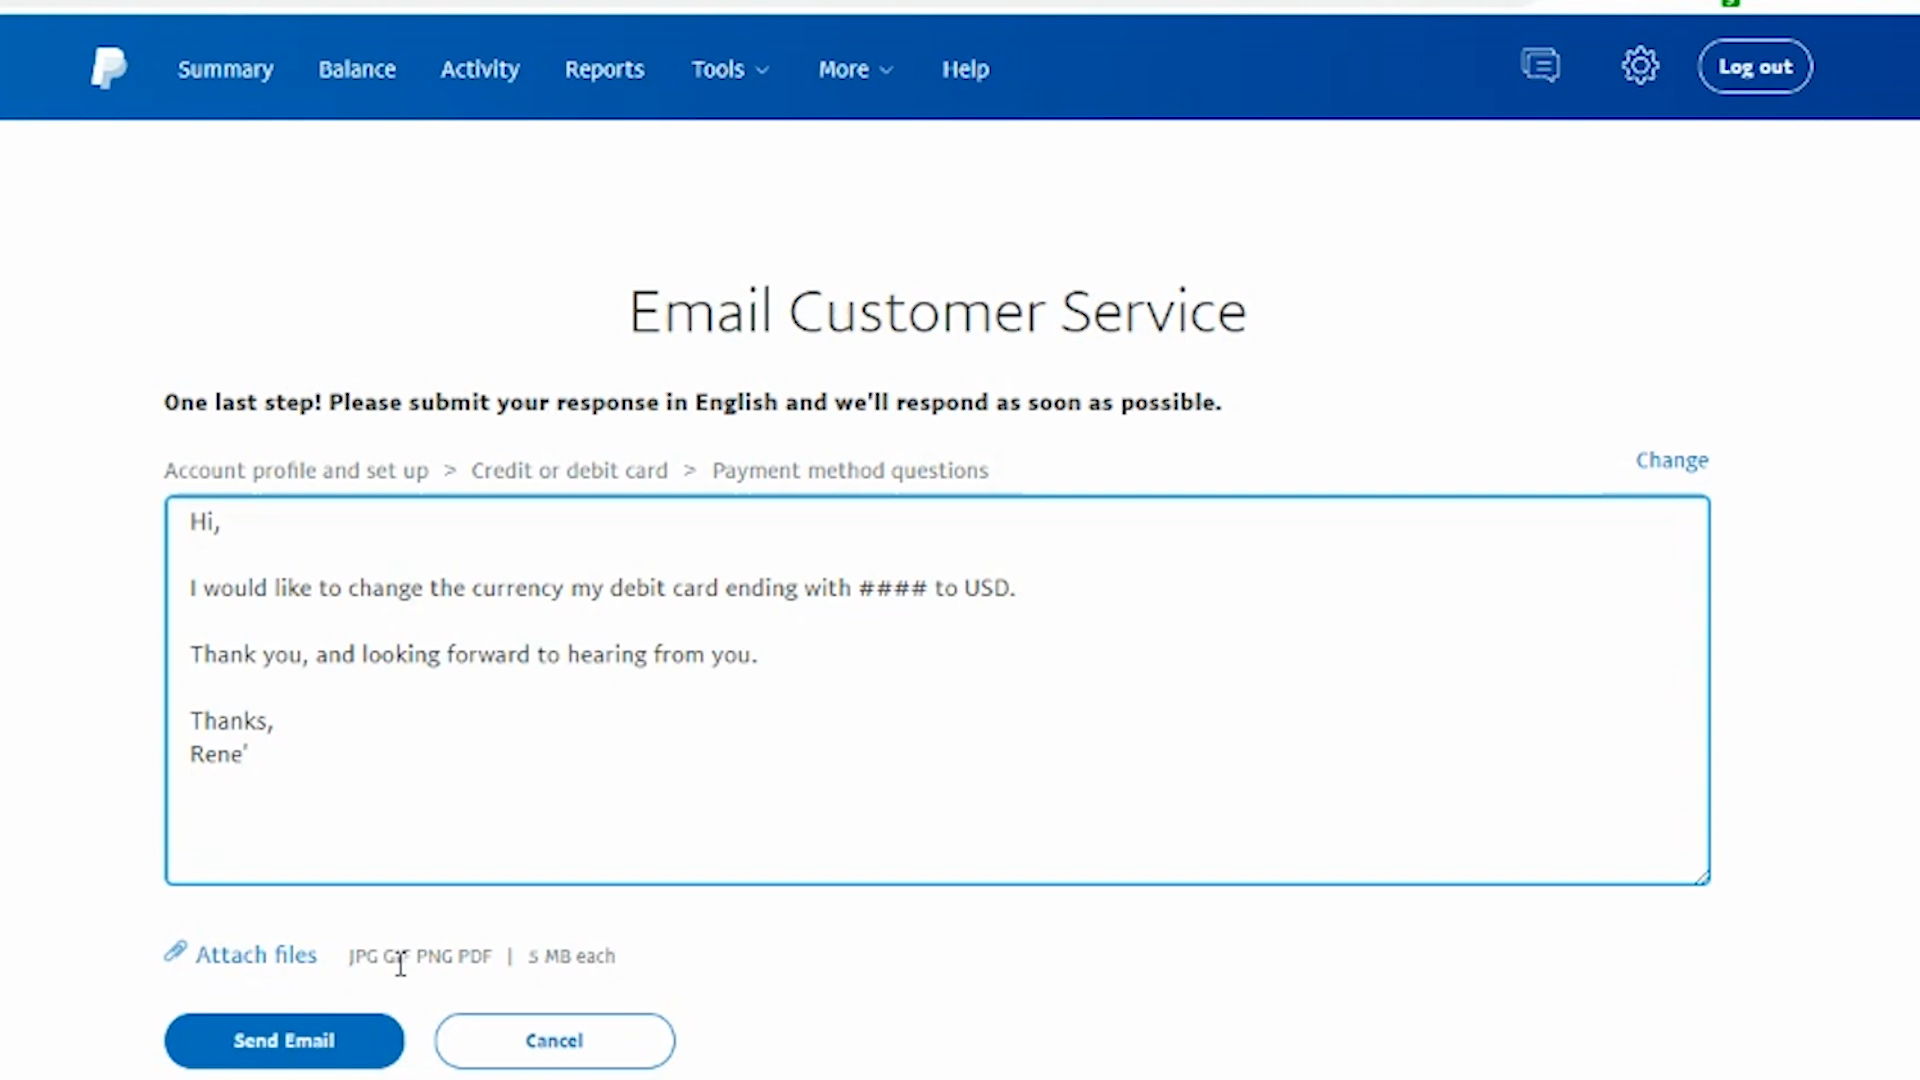 Summary Balance Activity Reports Tools More Help Log out
Email Customer Service
One last step! Please submit your response in English and we'll respond as soon as possible.
Account profile and set up > Credit or debit card > Payment method questions Change
Hi,
I would like to change the currency my debit card ending with #### to USD.
Thank you, and looking forward to hearing from you.
Thanks,
Rene'
Attach files JPG GIF PNG PDF | 5 MB each
Send Email Cancel